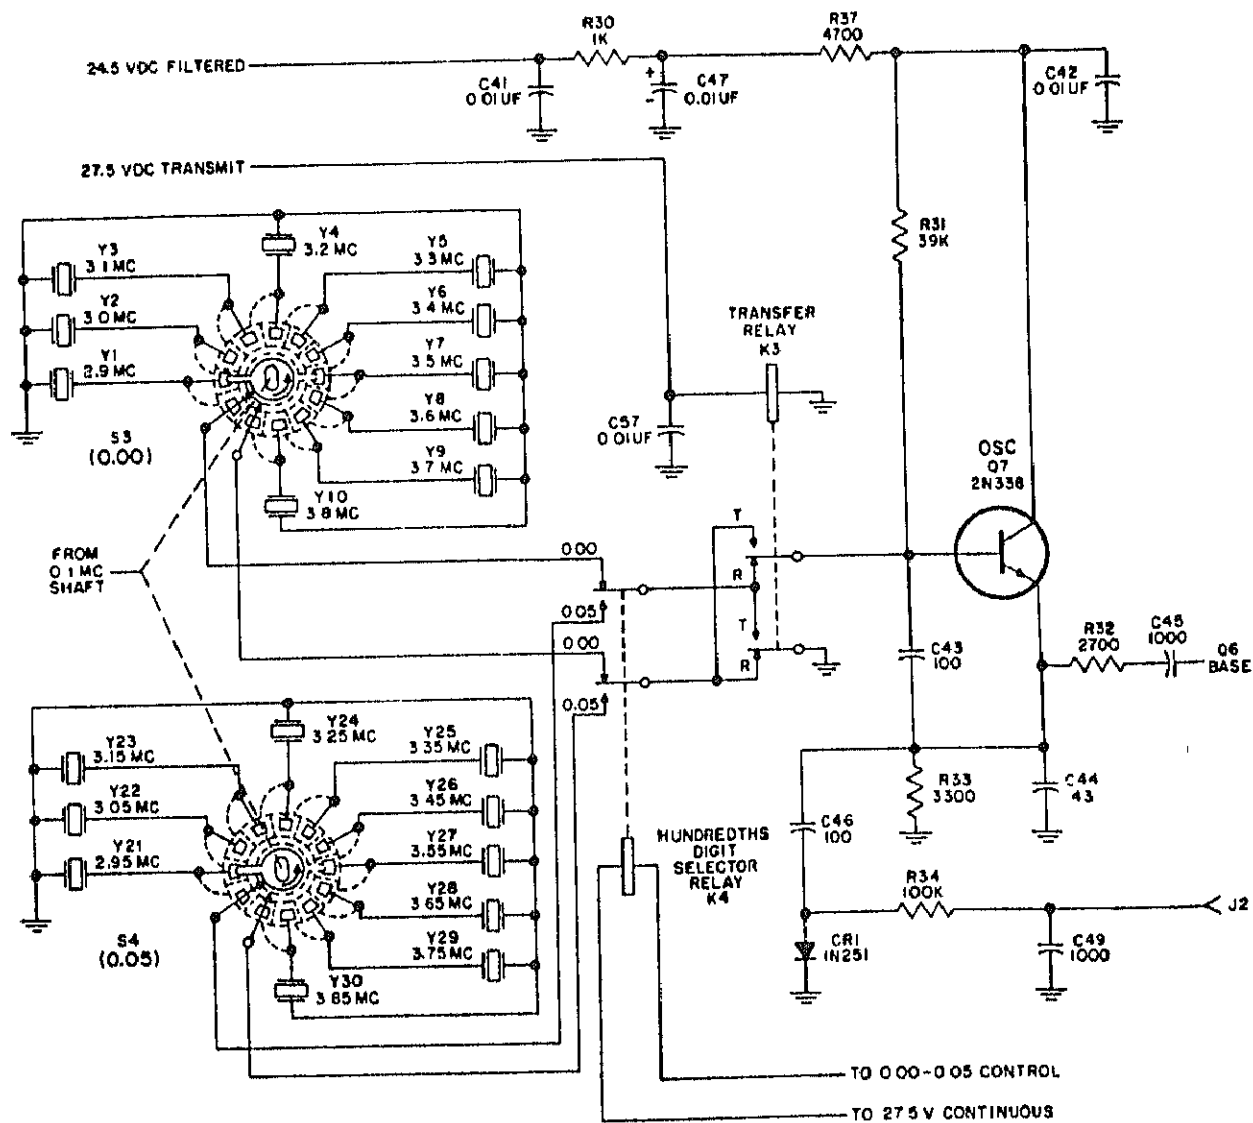 R30
1K
R37
4700
24.5 VDC FILTERED
C41
0.01UF
+
-
C47
0.01UF
C42
0.01UF
27.5 VDC TRANSMIT
Y3
3.1 MC
Y4
3.2 MC
Y5
3.3 MC
Y2
3.0 MC
Y6
3.4 MC
Y1
2.9 MC
Y7
3.5 MC
Y8
3.6 MC
Y9
3.7 MC
Y10
3.8 MC
S3
(0.00)
R31
39K
TRANSFER
RELAY
K3
C57
0.01UF
OSC
Q7
2N338
FROM
0.1 MC
SHAFT
0.00
0.05
0.00
0.05
T
R
T
R
C43
100
R32
2700
C45
1000
Q6
BASE
Y23
3.15 MC
Y24
3.25 MC
Y25
3.35 MC
Y22
3.05 MC
Y26
3.45 MC
Y21
2.95 MC
Y27
3.55 MC
Y28
3.65 MC
Y29
3.75 MC
Y30
3.85 MC
S4
(0.05)
R33
3300
C44
43
C46
100
HUNDREDTHS
DIGIT
SELECTOR
RELAY
K4
R34
100K
J2
CR1
1N251
C49
1000
TO 0.00-0.05 CONTROL
TO 27.5 V CONTINUOUS